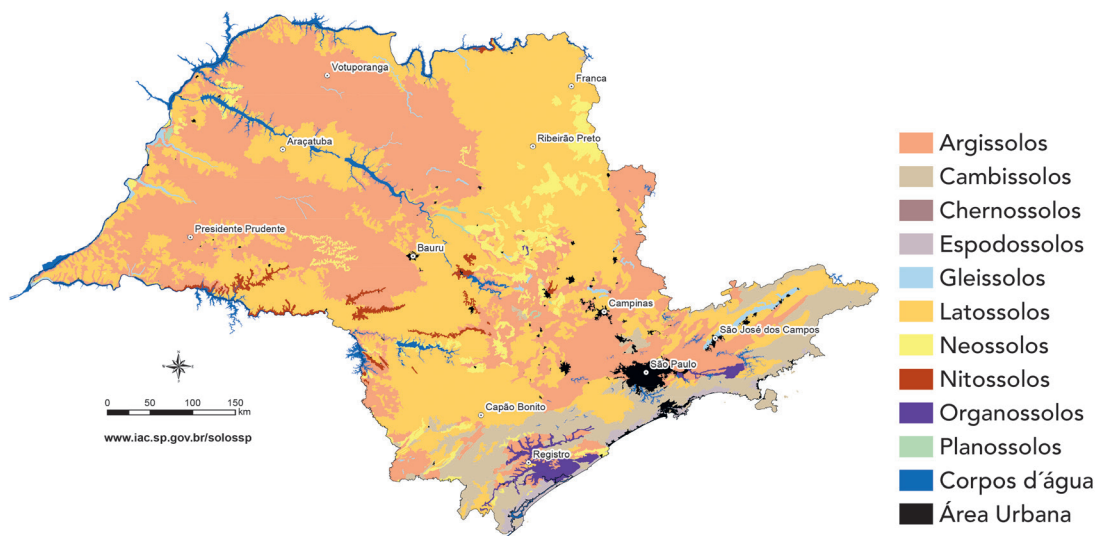 Votuporanga
Franca
Araçatuba
Ribeirão Preto
Presidente Prudente
Bauru
Campinas
São José dos Campos
São Paulo
Capão Bonito
Registro
0 50 100 150
km
www.iac.sp.gov.br/solossp
Argissolos
Cambissolos
Chernossolos
Espodossolos
Gleissolos
Latossolos
Neossolos
Nitossolos
Organossolos
Planossolos
Corpos d´água
Área Urbana